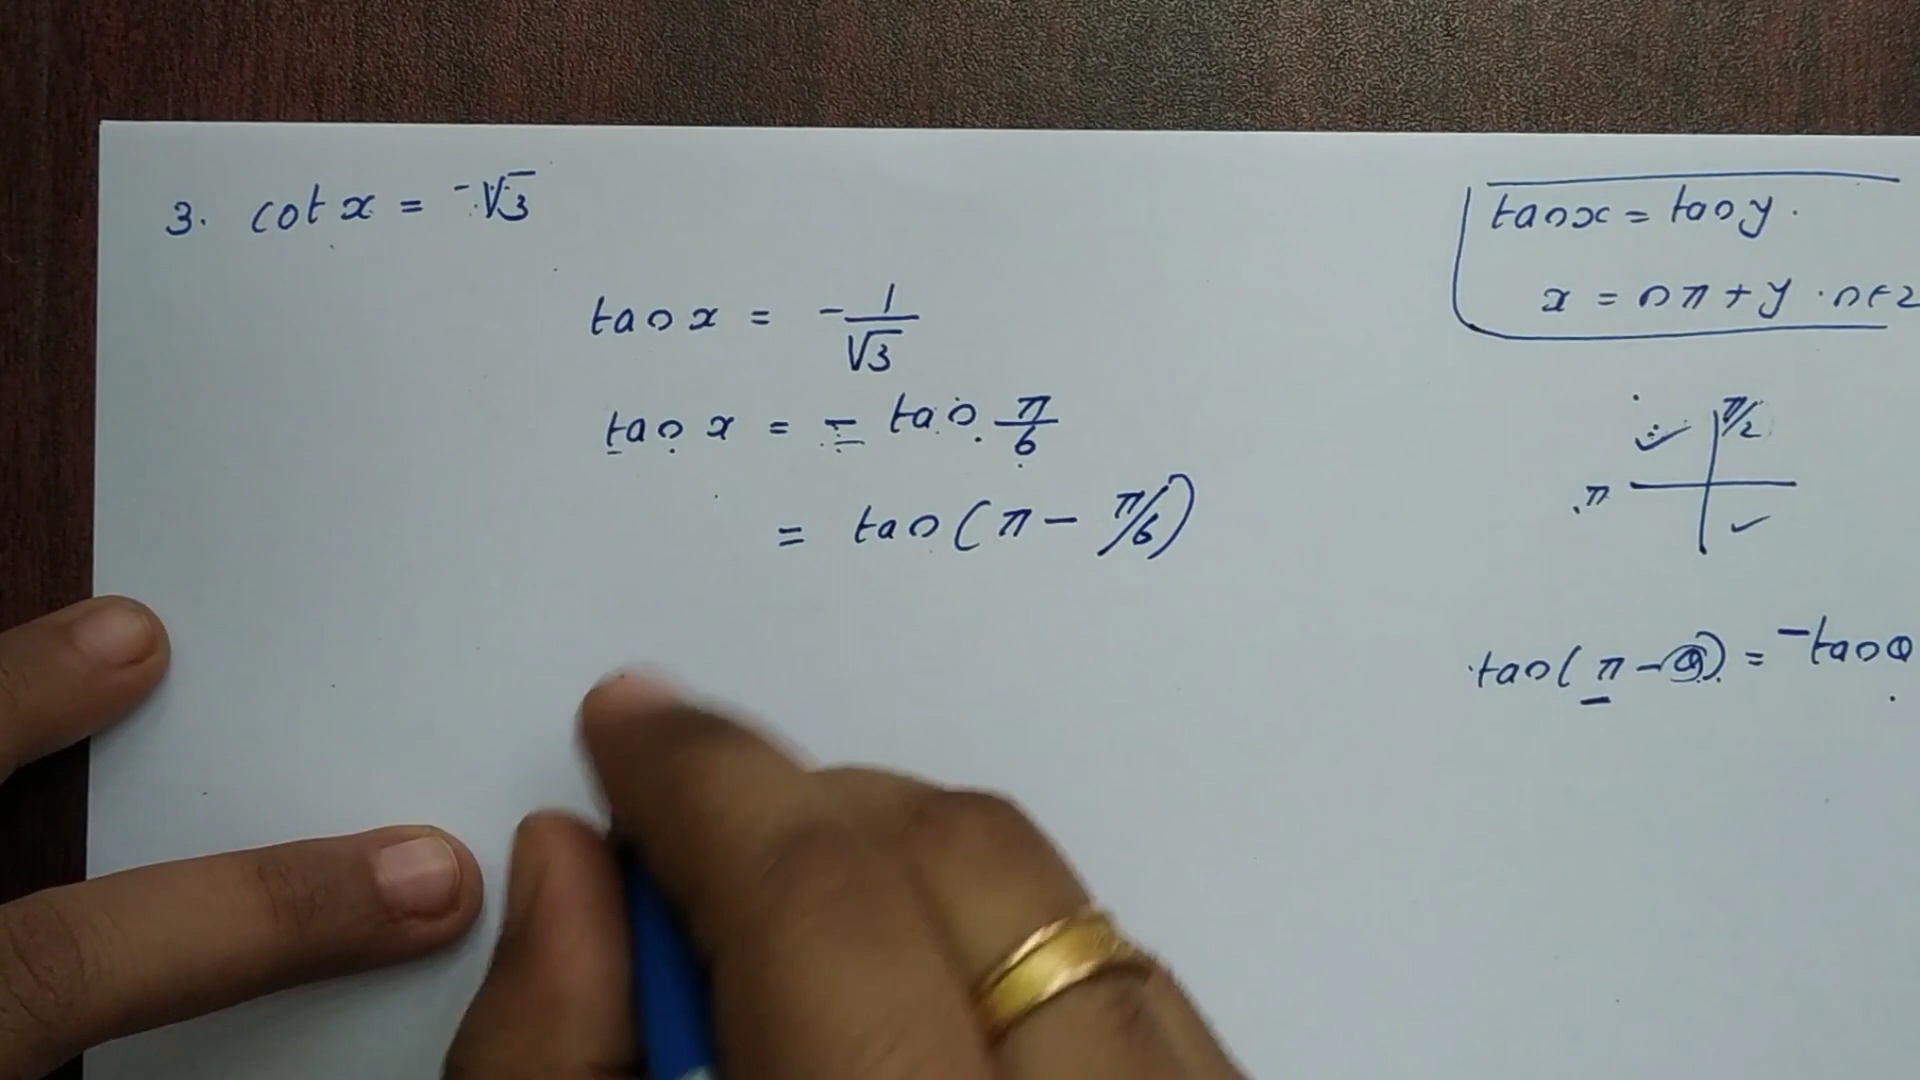 3. cot x = -√3
tan x = -1/√3
tan x = - tan π/6
= tan(π - π/6)
tan x = tan y.
x = nπ + y . n∈Z
π/2
π
tan(π - θ) = -tan θ